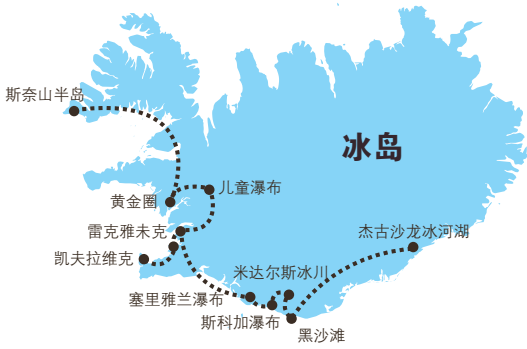 斯奈山半岛
冰岛
儿童瀑布
黄金圈
雷克雅未克
杰古沙龙冰河湖
凯夫拉维克
米达尔斯冰川
塞里雅兰瀑布
斯科加瀑布
黑沙滩